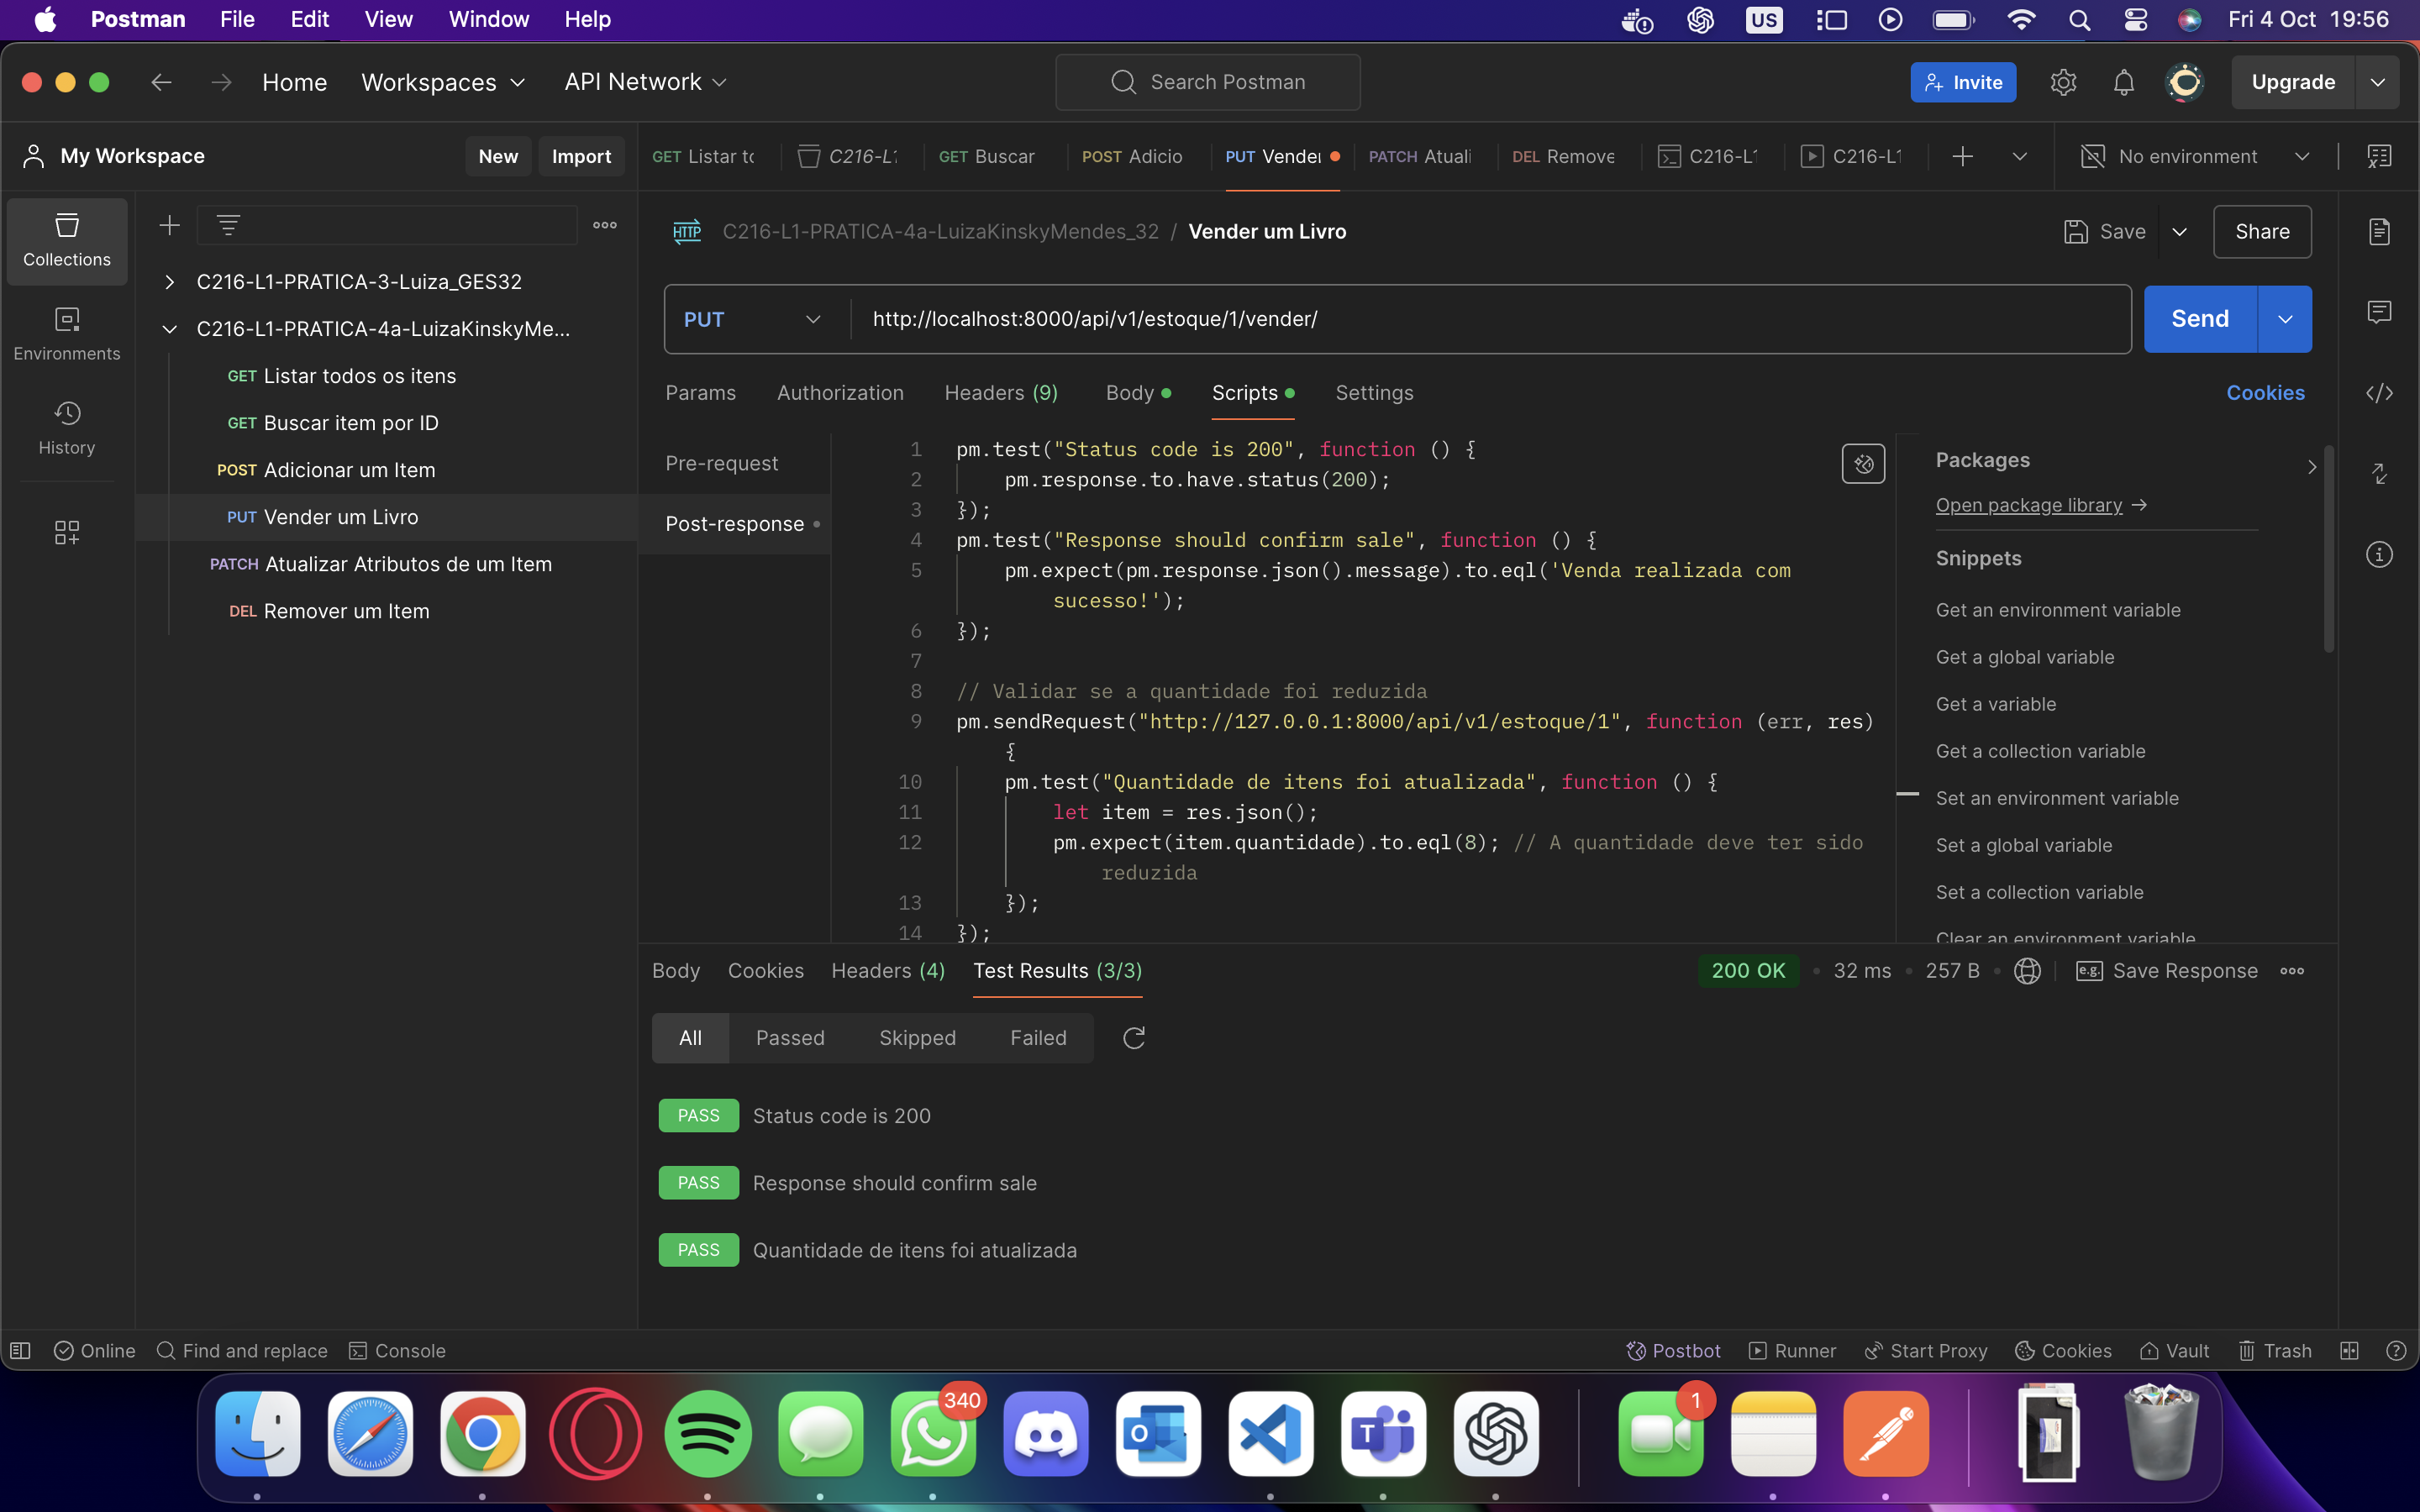 Postman File Edit View Window Help US Fri 4 Oct 19:56
Home Workspaces API Network Search Postman Invite Upgrade
My Workspace New Import
GET Listar to C216-L1 GET Buscar POST Adicio PUT Vender PATCH Atuali DEL Remove C216-L1 C216-L1 No environment
Collections
Environments
History
C216-L1-PRATICA-3-Luiza_GES32
C216-L1-PRATICA-4a-LuizaKinskyMe...
GET Listar todos os itens
GET Buscar item por ID
POST Adicionar um Item
PUT Vender um Livro
PATCH Atualizar Atributos de um Item
DEL Remover um Item
HTTP C216-L1-PRATICA-4a-LuizaKinskyMendes_32 / Vender um Livro Save Share
PUT http://localhost:8000/api/v1/estoque/1/vender/ Send
Params Authorization Headers (9) Body Scripts Settings Cookies
Pre-request
Post-response
1 pm.test("Status code is 200", function () {
2 pm.response.to.have.status(200);
3 });
4 pm.test("Response should confirm sale", function () {
5 pm.expect(pm.response.json().message).to.eql('Venda realizada com
sucesso!');
6 });
7
8 // Validar se a quantidade foi reduzida
9 pm.sendRequest("http://127.0.0.1:8000/api/v1/estoque/1", function (err, res)
{
10 pm.test("Quantidade de itens foi atualizada", function () {
11 let item = res.json();
12 pm.expect(item.quantidade).to.eql(8); // A quantidade deve ter sido
reduzida
13 });
14 });
Packages
Open package library →
Snippets
Get an environment variable
Get a global variable
Get a variable
Get a collection variable
Set an environment variable
Set a global variable
Set a collection variable
Clear an environment variable
Body Cookies Headers (4) Test Results (3/3) 200 OK 32 ms 257 B e.g. Save Response
All Passed Skipped Failed
PASS Status code is 200
PASS Response should confirm sale
PASS Quantidade de itens foi atualizada
Online Find and replace Console Postbot Runner Start Proxy Cookies Vault Trash
340 1